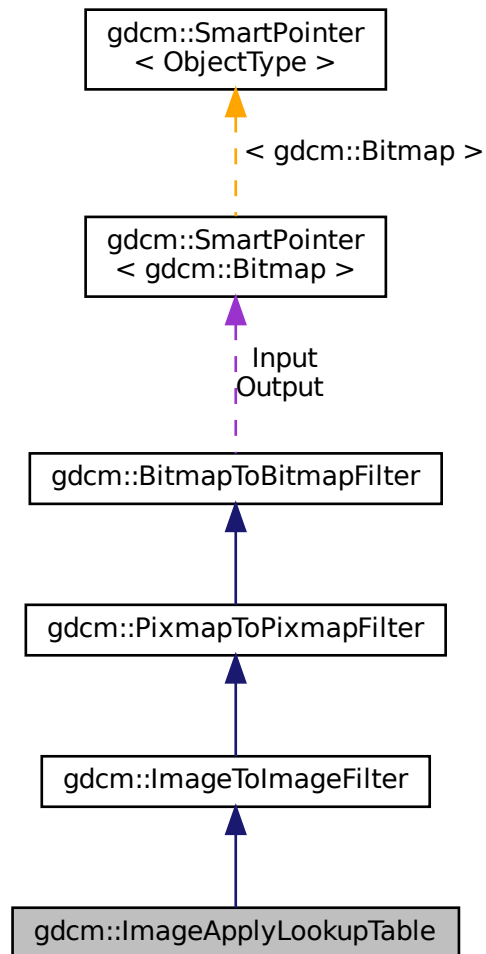 gdcm::SmartPointer
< ObjectType >
< gdcm::Bitmap >
gdcm::SmartPointer
< gdcm::Bitmap >
Input
Output
gdcm::BitmapToBitmapFilter
gdcm::PixmapToPixmapFilter
gdcm::ImageToImageFilter
gdcm::ImageApplyLookupTable